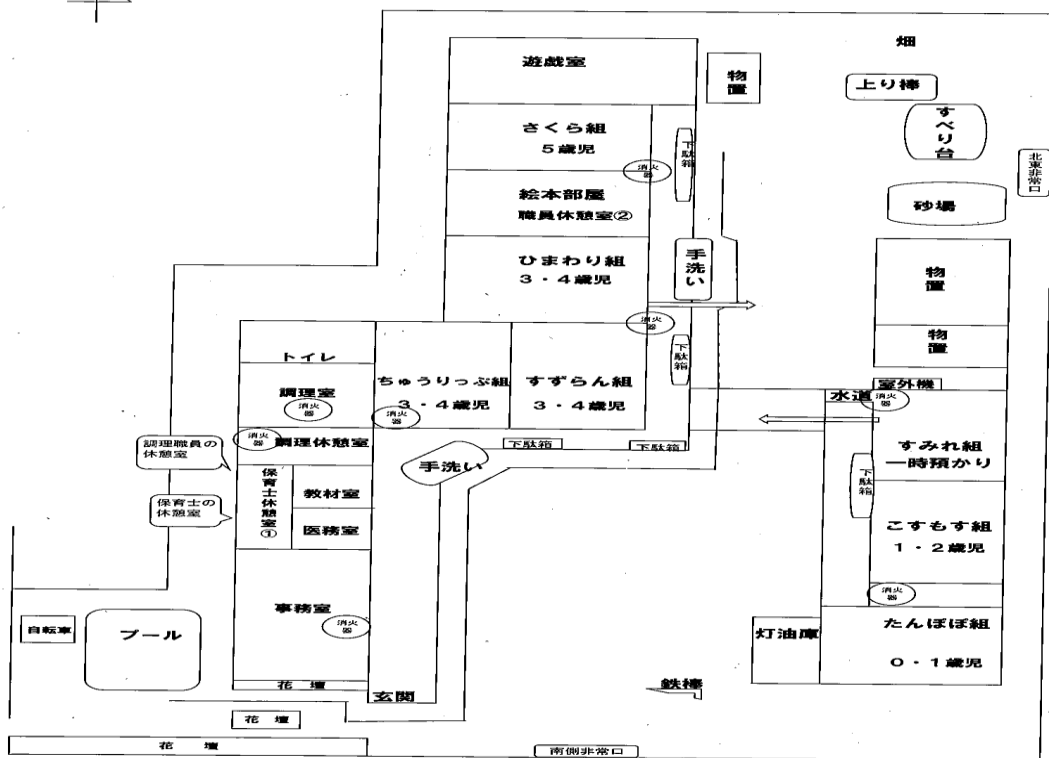 畑
遊戯室
物置
上り棒
すべり台
さくら組
5歳児
下駄箱
消火器
北東非常口
絵本部屋
職員休憩室②
砂場
ひまわり組
3・4歳児
手洗い
物置
消火器
物置
トイレ
下駄箱
ちゅうりっぷ組
3・4歳児
すずらん組
3・4歳児
調理室
消火器
消火器
室外機
水道
消火器
調理職員の
休憩室
消火器
調理休憩室
下駄箱
下駄箱
すみれ組
一時預かり
手洗い
下駄箱
保育士の
休憩室
保育士休憩室①
教材室
医務室
こすもす組
1・2歳児
消火器
事務室
消火器
自転車
プール
灯油庫
たんぽぽ組
0・1歳児
花壇
玄関
鉄棒
花壇
花壇
南側非常口